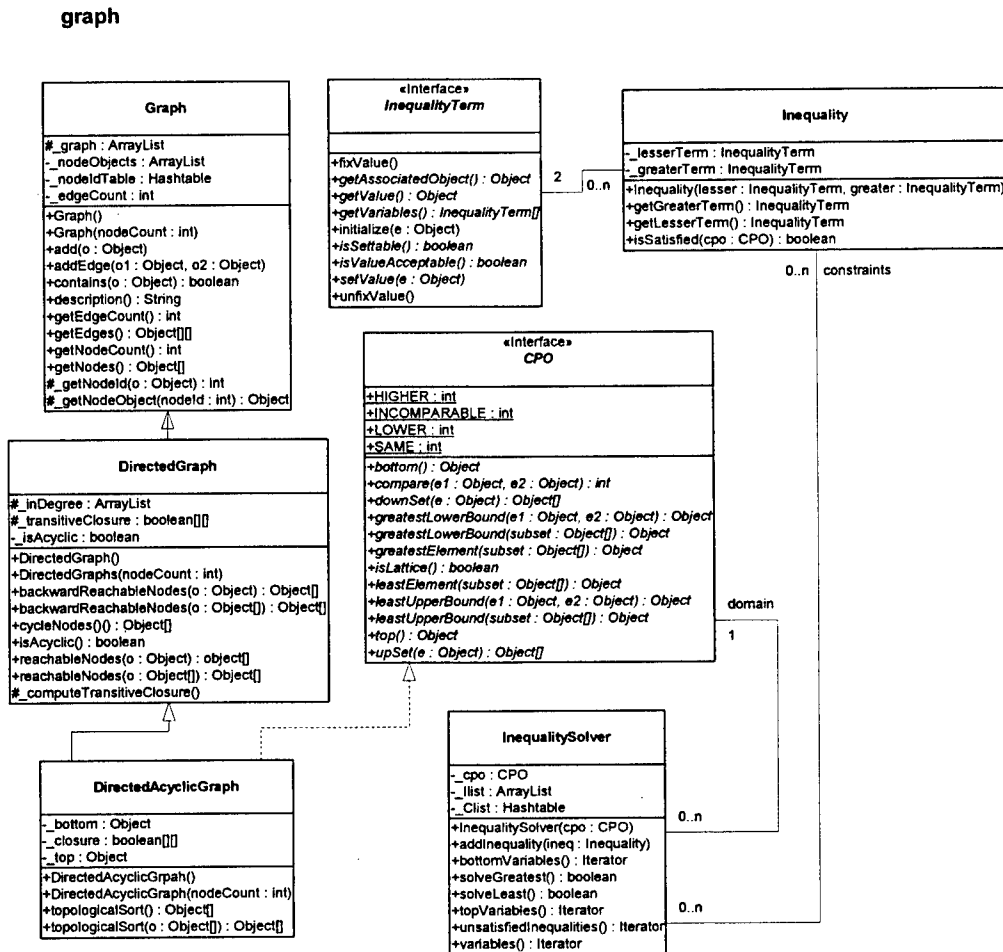 graph
Graph
#_graph : ArrayList
-_nodeObjects : ArrayList
-_nodeIdTable : Hashtable
-_edgeCount : int
+Graph()
+Graph(nodeCount : int)
+add(o : Object)
+addEdge(o1 : Object, o2 : Object)
+contains(o : Object) : boolean
+description() : String
+getEdgeCount() : int
+getEdges() : Object[][]
+getNodeCount() : int
+getNodes() : Object[]
#_getNodeId(o : Object) : int
#_getNodeObject(nodeId : int) : Object
«Interface»
InequalityTerm
+fixValue()
+getAssociatedObject() : Object
+getValue() : Object
+getVariables() : InequalityTerm[]
+initialize(e : Object)
+isSettable() : boolean
+isValueAcceptable() : boolean
+setValue(e : Object)
+unfixValue()
2
0..n
Inequality
-_lesserTerm : InequalityTerm
-_greaterTerm : InequalityTerm
+Inequality(lesser : InequalityTerm, greater : InequalityTerm)
+getGreaterTerm() : InequalityTerm
+getLesserTerm() : InequalityTerm
+isSatisfied(cpo : CPO) : boolean
0..n constraints
«Interface»
CPO
+HIGHER : int
+INCOMPARABLE : int
+LOWER : int
+SAME : int
+bottom() : Object
+compare(e1 : Object, e2 : Object) : int
+downSet(e : Object) : Object[]
+greatestLowerBound(e1 : Object, e2 : Object) : Object
+greatestLowerBound(subset : Object[]) : Object
+greatestElement(subset : Object[]) : Object
+isLattice() : boolean
+leastElement(subset : Object[]) : Object
+leastUpperBound(e1 : Object, e2 : Object) : Object
+leastUpperBound(subset : Object[]) : Object
+top() : Object
+upSet(e : Object) : Object[]
domain
1
DirectedGraph
#_inDegree : ArrayList
#_transitiveClosure : boolean[][]
-_isAcyclic : boolean
+DirectedGraph()
+DirectedGraphs(nodeCount : int)
+backwardReachableNodes(o : Object) : Object[]
+backwardReachableNodes(o : Object[]) : Object[]
+cycleNodes()() : Object[]
+isAcyclic() : boolean
+reachableNodes(o : Object) : object[]
+reachableNodes(o : Object[]) : Object[]
#_computeTransitiveClosure()
DirectedAcyclicGraph
-_bottom : Object
-_closure : boolean[][]
-_top : Object
+DirectedAcyclicGrpah()
+DirectedAcyclicGraph(nodeCount : int)
+topologicalSort() : Object[]
+topologicalSort(o : Object[]) : Object[]
InequalitySolver
-_cpo : CPO
-_Ilist : ArrayList
-_Clist : Hashtable
+InequalitySolver(cpo : CPO)
+addInequality(ineq : Inequality)
+bottomVariables() : Iterator
+solveGreatest() : boolean
+solveLeast() : boolean
+topVariables() : Iterator
+unsatisfiedInequalities() : Iterator
+variables() : Iterator
0..n
0..n